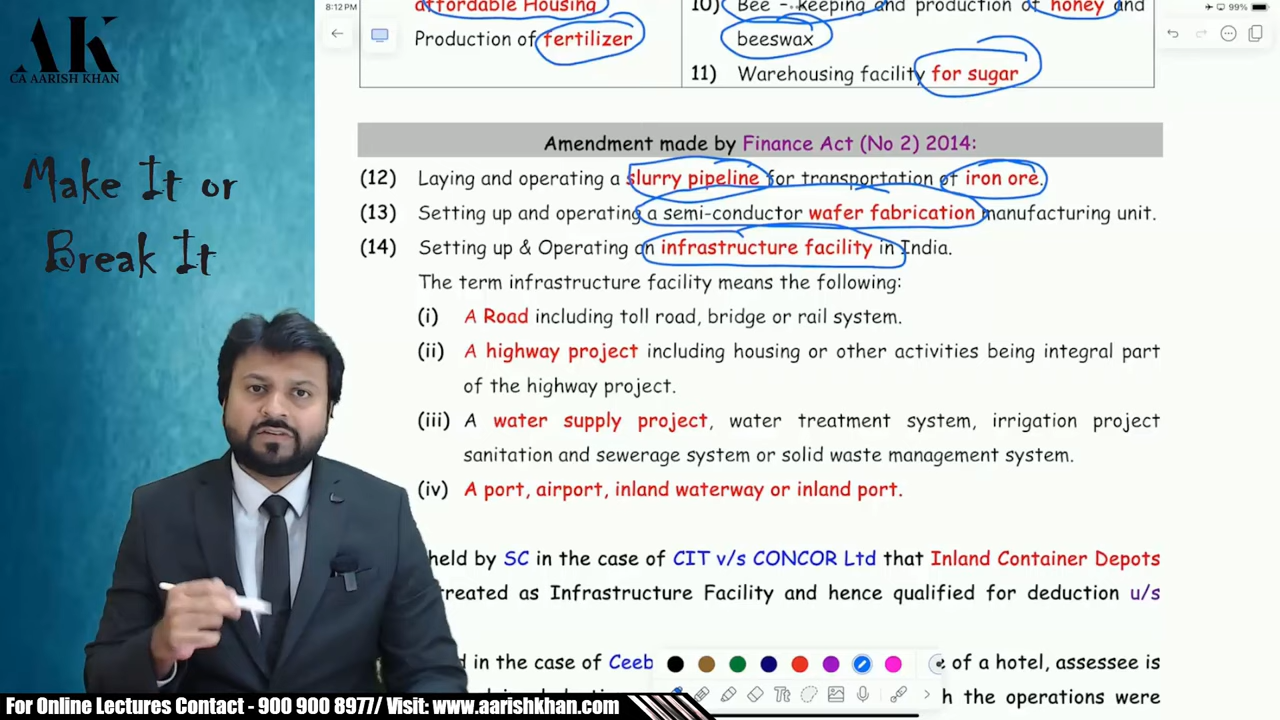 8:12 PM
99%
AK
CA AARISH KHAN
Make It or
Break It
affordable Housing
Production of fertilizer
10) Bee - keeping and production of honey and
beeswax
11) Warehousing facility for sugar
Amendment made by Finance Act (No 2) 2014:
(12) Laying and operating a slurry pipeline for transportation of iron ore.
(13) Setting up and operating a semi-conductor wafer fabrication manufacturing unit.
(14) Setting up & Operating an infrastructure facility in India.
The term infrastructure facility means the following:
(i) A Road including toll road, bridge or rail system.
(ii) A highway project including housing or other activities being integral part
of the highway project.
(iii) A water supply project, water treatment system, irrigation project
sanitation and sewerage system or solid waste management system.
(iv) A port, airport, inland waterway or inland port.
held by SC in the case of CIT v/s CONCOR Ltd that Inland Container Depots
treated as Infrastructure Facility and hence qualified for deduction u/s
in the case of of a hotel, assessee is
the operations were
For Online Lectures Contact - 900 900 8977/ Visit: www.aarishkhan.com